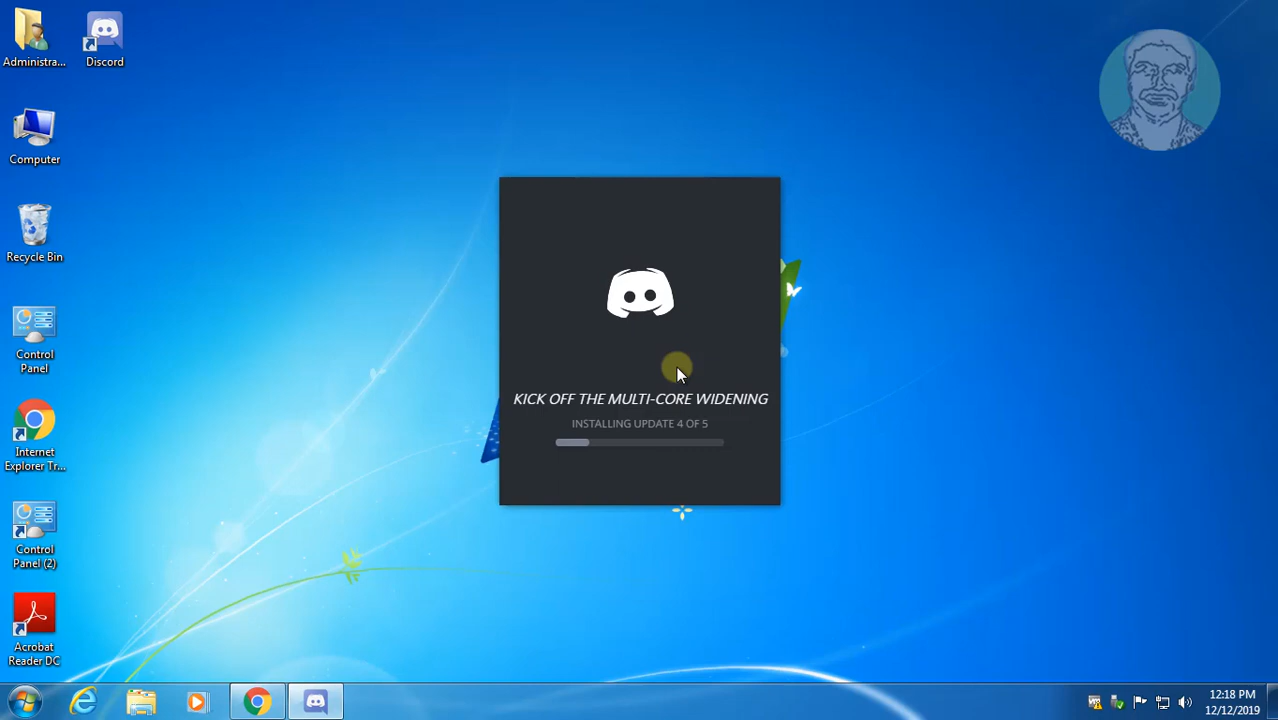 Administra...
Discord
Computer
Recycle Bin
Control
Panel
Internet
Explorer Tr...
Control
Panel (2)
Acrobat
Reader DC
KICK OFF THE MULTI-CORE WIDENING
INSTALLING UPDATE 4 OF 5
12:18 PM
12/12/2019